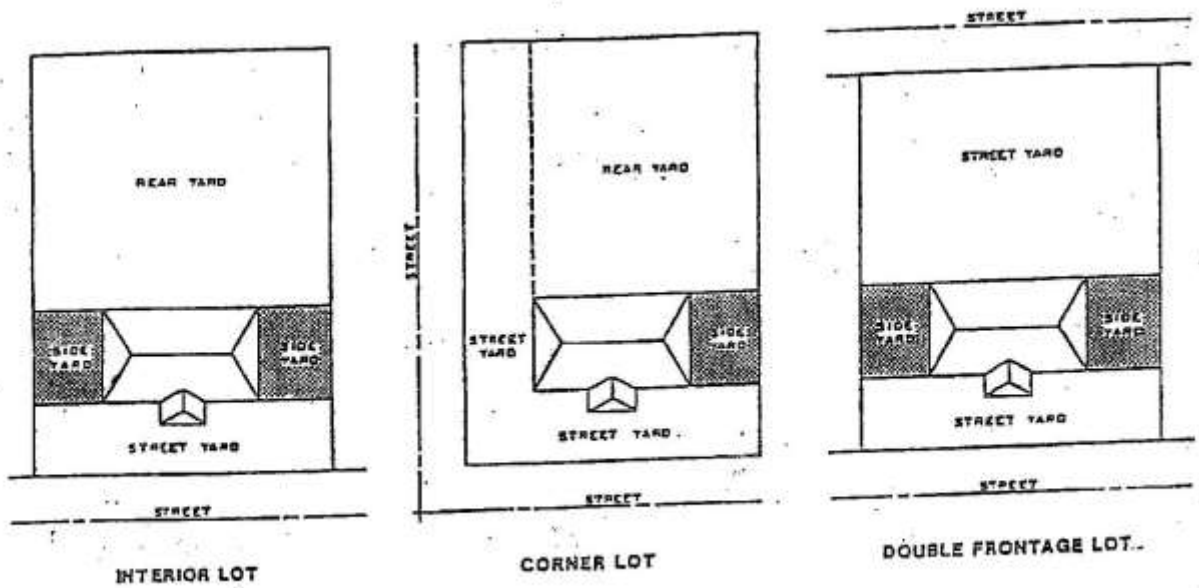 REAR YARD
SIDE
YARD
SIDE
YARD
STREET YARD
STREET
INTERIOR LOT
STREET
REAR YARD
STREET
YARD
SIDE
YARD
STREET YARD
STREET
CORNER LOT
STREET
STREET YARD
SIDE
YARD
SIDE
YARD
STREET YARD
STREET
DOUBLE FRONTAGE LOT